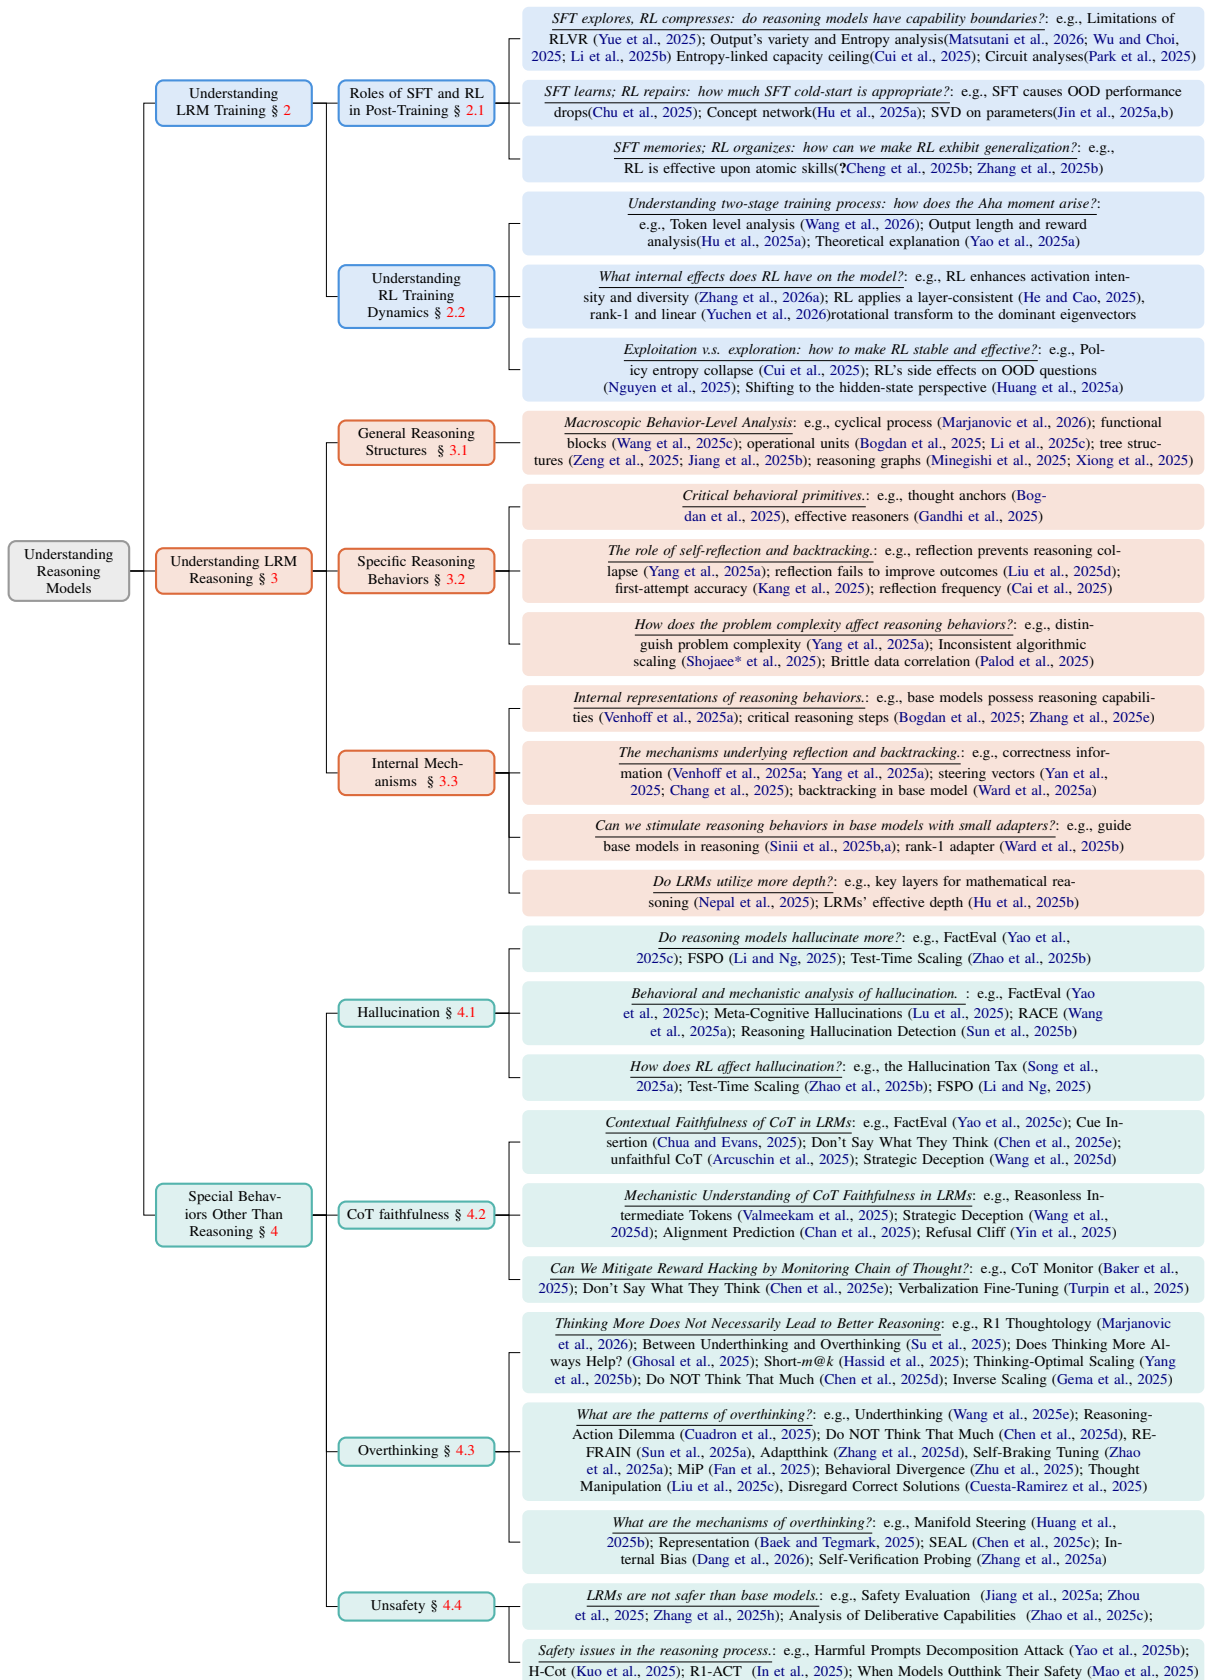 Understanding
Reasoning
Models
Understanding
LRM Training § 2
Roles of SFT and RL
in Post-Training § 2.1
SFT explores, RL compresses: do reasoning models have capability boundaries?: e.g., Limitations of
RLVR (Yue et al., 2025); Output's variety and Entropy analysis(Matsutani et al., 2026; Wu and Choi,
2025; Li et al., 2025b) Entropy-linked capacity ceiling(Cui et al., 2025); Circuit analyses(Park et al., 2025)
SFT learns; RL repairs: how much SFT cold-start is appropriate?: e.g., SFT causes OOD performance
drops(Chu et al., 2025); Concept network(Hu et al., 2025a); SVD on parameters(Jin et al., 2025a,b)
SFT memories; RL organizes: how can we make RL exhibit generalization?: e.g.,
RL is effective upon atomic skills(?Cheng et al., 2025b; Zhang et al., 2025b)
Understanding
RL Training
Dynamics § 2.2
Understanding two-stage training process: how does the Aha moment arise?:
e.g., Token level analysis (Wang et al., 2026); Output length and reward
analysis(Hu et al., 2025a); Theoretical explanation (Yao et al., 2025a)
What internal effects does RL have on the model?: e.g., RL enhances activation inten-
sity and diversity (Zhang et al., 2026a); RL applies a layer-consistent (He and Cao, 2025),
rank-1 and linear (Yuchen et al., 2026)rotational transform to the dominant eigenvectors
Exploitation v.s. exploration: how to make RL stable and effective?: e.g., Pol-
icy entropy collapse (Cui et al., 2025); RL's side effects on OOD questions
(Nguyen et al., 2025); Shifting to the hidden-state perspective (Huang et al., 2025a)
Understanding LRM
Reasoning § 3
General Reasoning
Structures § 3.1
Macroscopic Behavior-Level Analysis: e.g., cyclical process (Marjanovic et al., 2026); functional
blocks (Wang et al., 2025c); operational units (Bogdan et al., 2025; Li et al., 2025c); tree struc-
tures (Zeng et al., 2025; Jiang et al., 2025b); reasoning graphs (Minegishi et al., 2025; Xiong et al., 2025)
Specific Reasoning
Behaviors § 3.2
Critical behavioral primitives.: e.g., thought anchors (Bog-
dan et al., 2025), effective reasoners (Gandhi et al., 2025)
The role of self-reflection and backtracking.: e.g., reflection prevents reasoning col-
lapse (Yang et al., 2025a); reflection fails to improve outcomes (Liu et al., 2025d);
first-attempt accuracy (Kang et al., 2025); reflection frequency (Cai et al., 2025)
How does the problem complexity affect reasoning behaviors?: e.g., distin-
guish problem complexity (Yang et al., 2025a); Inconsistent algorithmic
scaling (Shojaee* et al., 2025); Brittle data correlation (Palod et al., 2025)
Internal Mech-
anisms § 3.3
Internal representations of reasoning behaviors.: e.g., base models possess reasoning capabili-
ties (Venhoff et al., 2025a); critical reasoning steps (Bogdan et al., 2025; Zhang et al., 2025e)
The mechanisms underlying reflection and backtracking.: e.g., correctness infor-
mation (Venhoff et al., 2025a; Yang et al., 2025a); steering vectors (Yan et al.,
2025; Chang et al., 2025); backtracking in base model (Ward et al., 2025a)
Can we stimulate reasoning behaviors in base models with small adapters?: e.g., guide
base models in reasoning (Sinii et al., 2025b,a); rank-1 adapter (Ward et al., 2025b)
Do LRMs utilize more depth?: e.g., key layers for mathematical rea-
soning (Nepal et al., 2025); LRMs' effective depth (Hu et al., 2025b)
Special Behav-
iors Other Than
Reasoning § 4
Hallucination § 4.1
Do reasoning models hallucinate more?: e.g., FactEval (Yao et al.,
2025c); FSPO (Li and Ng, 2025); Test-Time Scaling (Zhao et al., 2025b)
Behavioral and mechanistic analysis of hallucination. : e.g., FactEval (Yao
et al., 2025c); Meta-Cognitive Hallucinations (Lu et al., 2025); RACE (Wang
et al., 2025a); Reasoning Hallucination Detection (Sun et al., 2025b)
How does RL affect hallucination?: e.g., the Hallucination Tax (Song et al.,
2025a); Test-Time Scaling (Zhao et al., 2025b); FSPO (Li and Ng, 2025)
CoT faithfulness § 4.2
Contextual Faithfulness of CoT in LRMs: e.g., FactEval (Yao et al., 2025c); Cue In-
sertion (Chua and Evans, 2025); Don't Say What They Think (Chen et al., 2025e);
unfaithful CoT (Arcuschin et al., 2025); Strategic Deception (Wang et al., 2025d)
Mechanistic Understanding of CoT Faithfulness in LRMs: e.g., Reasonless In-
termediate Tokens (Valmeekam et al., 2025); Strategic Deception (Wang et al.,
2025d); Alignment Prediction (Chan et al., 2025); Refusal Cliff (Yin et al., 2025)
Can We Mitigate Reward Hacking by Monitoring Chain of Thought?: e.g., CoT Monitor (Baker et al.,
2025); Don't Say What They Think (Chen et al., 2025e); Verbalization Fine-Tuning (Turpin et al., 2025)
Overthinking § 4.3
Thinking More Does Not Necessarily Lead to Better Reasoning: e.g., R1 Thoughtology (Marjanovic
et al., 2026); Between Underthinking and Overthinking (Su et al., 2025); Does Thinking More Al-
ways Help? (Ghosal et al., 2025); Short-m@k (Hassid et al., 2025); Thinking-Optimal Scaling (Yang
et al., 2025b); Do NOT Think That Much (Chen et al., 2025d); Inverse Scaling (Gema et al., 2025)
What are the patterns of overthinking?: e.g., Underthinking (Wang et al., 2025e); Reasoning-
Action Dilemma (Cuadron et al., 2025); Do NOT Think That Much (Chen et al., 2025d), RE-
FRAIN (Sun et al., 2025a), Adaptthink (Zhang et al., 2025d), Self-Braking Tuning (Zhao
et al., 2025a); MiP (Fan et al., 2025); Behavioral Divergence (Zhu et al., 2025); Thought
Manipulation (Liu et al., 2025c), Disregard Correct Solutions (Cuesta-Ramirez et al., 2025)
What are the mechanisms of overthinking?: e.g., Manifold Steering (Huang et al.,
2025b); Representation (Baek and Tegmark, 2025); SEAL (Chen et al., 2025c); In-
ternal Bias (Dang et al., 2026); Self-Verification Probing (Zhang et al., 2025a)
Unsafety § 4.4
LRMs are not safer than base models.: e.g., Safety Evaluation (Jiang et al., 2025a; Zhou
et al., 2025; Zhang et al., 2025h); Analysis of Deliberative Capabilities (Zhao et al., 2025c);
Safety issues in the reasoning process.: e.g., Harmful Prompts Decomposition Attack (Yao et al., 2025b);
H-Cot (Kuo et al., 2025); R1-ACT (In et al., 2025); When Models Outthink Their Safety (Mao et al., 2025)